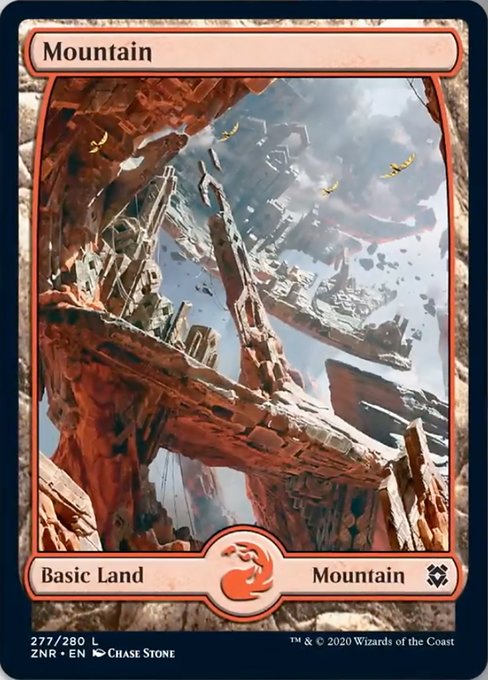 Mountain
Basic Land Mountain
277/280 L
ZNR • EN Chase Stone
™ & © 2020 Wizards of the Coast